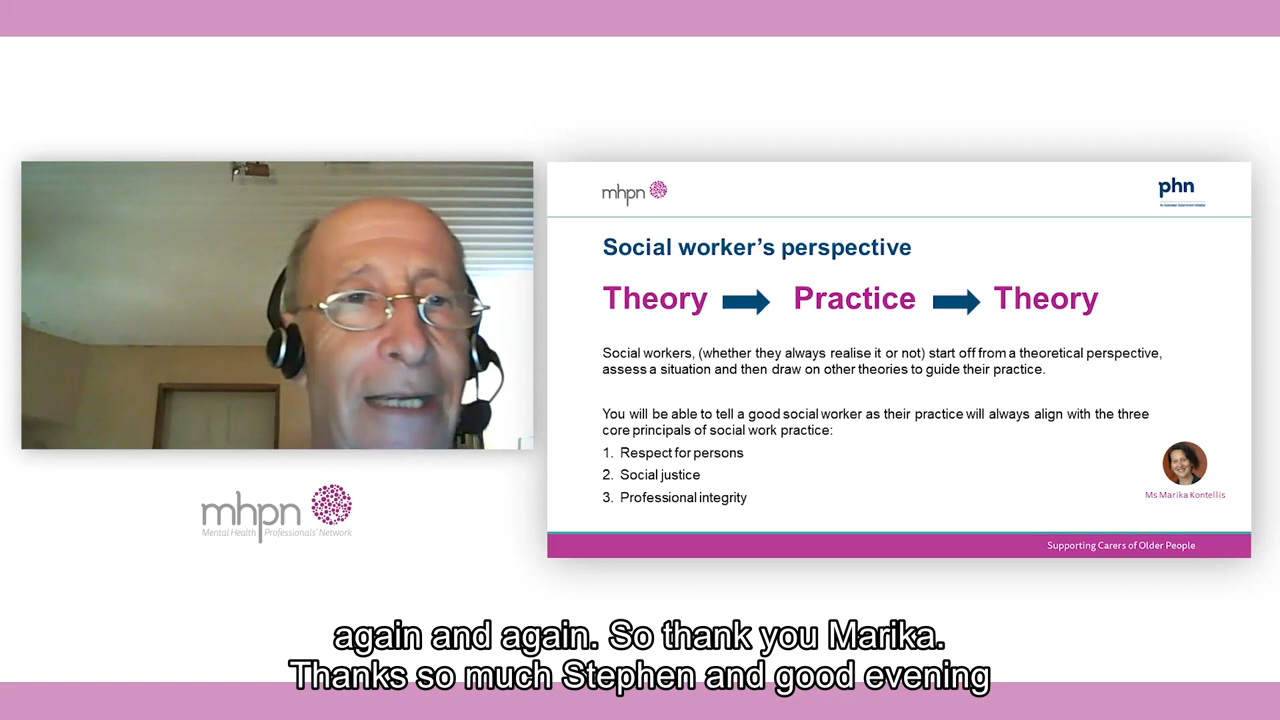 mhpn
phn
An Australian Government Initiative
Social worker's perspective
Theory Practice Theory
Social workers, (whether they always realise it or not) start off from a theoretical perspective,
assess a situation and then draw on other theories to guide their practice.
You will be able to tell a good social worker as their practice will always align with the three
core principals of social work practice:
1. Respect for persons
2. Social justice
3. Professional integrity
Ms Marika Kontellis
Supporting Carers of Older People
mhpn
Mental Health Professionals' Network
again and again. So thank you Marika.
Thanks so much Stephen and good evening